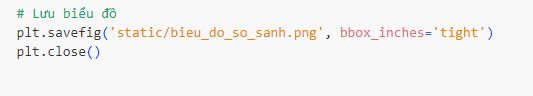 # Lưu biểu đồ
plt.savefig('static/bieu_do_so_sanh.png', bbox_inches='tight')
plt.close()